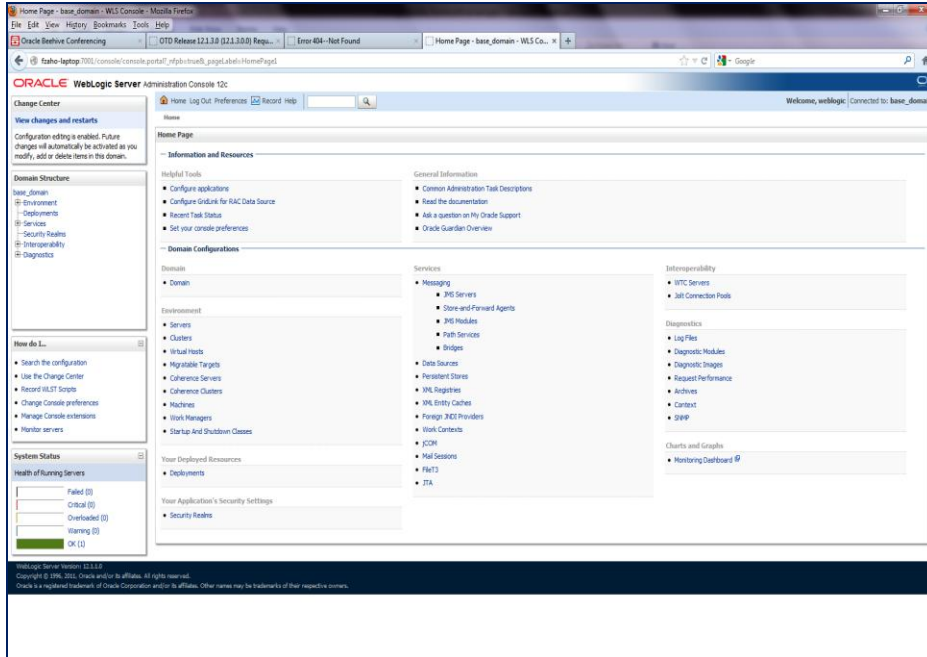 Home Page - base_domain - WLS Console - Mozilla Firefox
File Edit View History Bookmarks Tools Help
Oracle Beehive Conferencing
OTD Release 12.1.3.0 (12.1.3.0.0) Requ...
Error 404--Not Found
Home Page - base_domain - WLS Co...
fzaho-laptop:7001/console/console.portal?_nfpb=true&_pageLabel=HomePage1
Google
ORACLE WebLogic Server Administration Console 12c
Change Center
View changes and restarts
Configuration editing is enabled. Future
changes will automatically be activated as you
modify, add or delete items in this domain.
Domain Structure
base_domain
Environment
Deployments
Services
Security Realms
Interoperability
Diagnostics
How do I...
Search the configuration
Use the Change Center
Record WLST Scripts
Change Console preferences
Manage Console extensions
Monitor servers
System Status
Health of Running Servers
Failed (0)
Critical (0)
Overloaded (0)
Warning (0)
OK (1)
Home Log Out Preferences Record Help
Welcome, weblogic Connected to: base_domai
Home
Home Page
Information and Resources
Helpful Tools
Configure applications
Configure GridLink for RAC Data Source
Recent Task Status
Set your console preferences
General Information
Common Administration Task Descriptions
Read the documentation
Ask a question on My Oracle Support
Oracle Guardian Overview
Domain Configurations
Domain
Domain
Environment
Servers
Clusters
Virtual Hosts
Migratable Targets
Coherence Servers
Coherence Clusters
Machines
Work Managers
Startup And Shutdown Classes
Your Deployed Resources
Deployments
Your Application's Security Settings
Security Realms
Services
Messaging
JMS Servers
Store-and-Forward Agents
JMS Modules
Path Services
Bridges
Data Sources
Persistent Stores
XML Registries
XML Entity Caches
Foreign JNDI Providers
Work Contexts
jCOM
Mail Sessions
FileT3
JTA
Interoperability
WTC Servers
Jolt Connection Pools
Diagnostics
Log Files
Diagnostic Modules
Diagnostic Images
Request Performance
Archives
Context
SNMP
Charts and Graphs
Monitoring Dashboard
WebLogic Server Version: 12.1.1.0
Copyright © 1996, 2011, Oracle and/or its affiliates. All rights reserved.
Oracle is a registered trademark of Oracle Corporation and/or its affiliates. Other names may be trademarks of their respective owners.